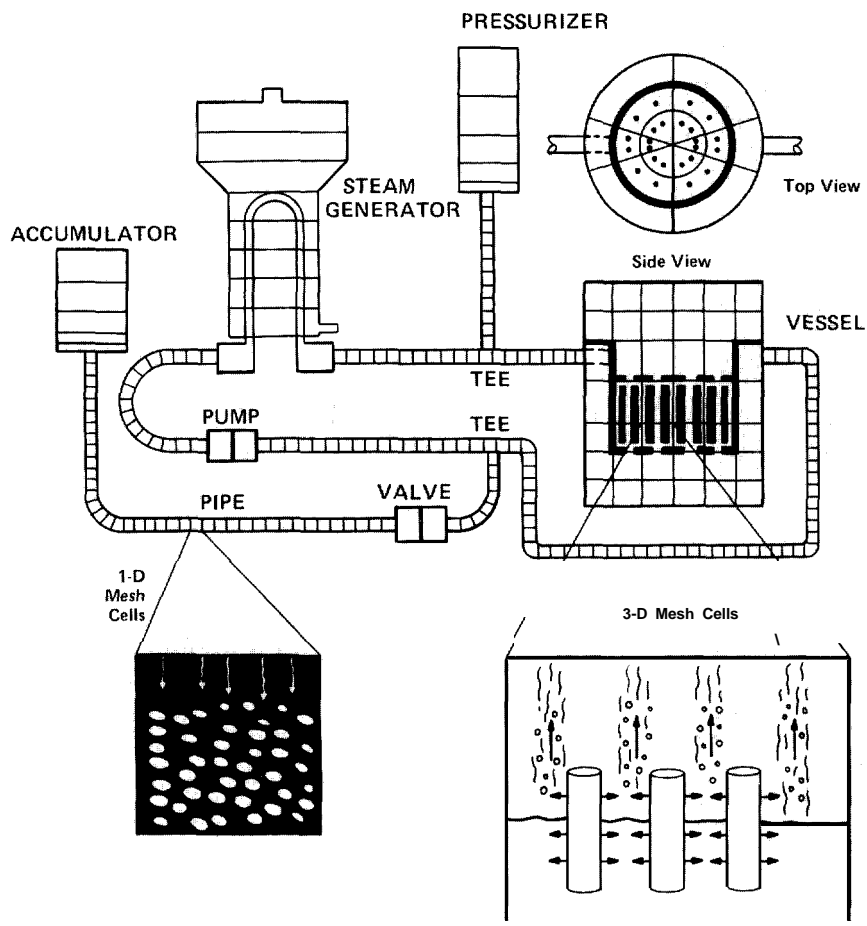 PRESSURIZER
STEAM
GENERATOR
ACCUMULATOR
Top View
Side View
VESSEL
TEE
PUMP
TEE
PIPE
VALVE
1-D
Mesh
Cells
3-D Mesh Cells